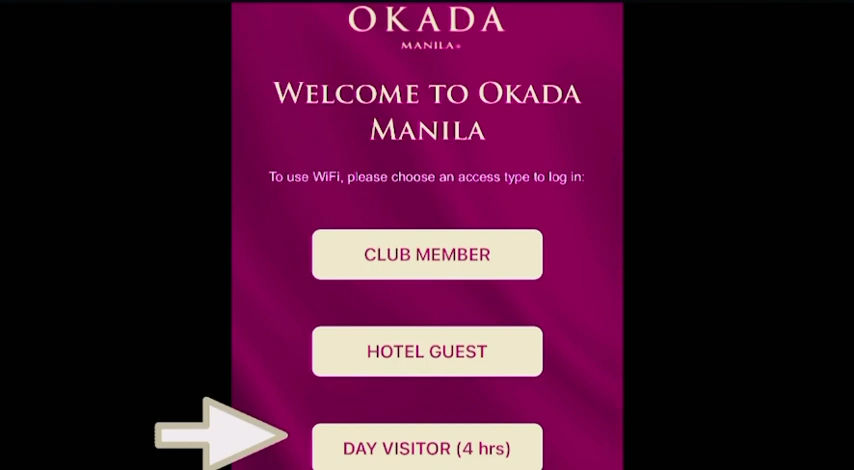 OKADA
MANILA®
WELCOME TO OKADA
MANILA
To use WiFi, please choose an access type to log in:
CLUB MEMBER
HOTEL GUEST
DAY VISITOR (4 hrs)